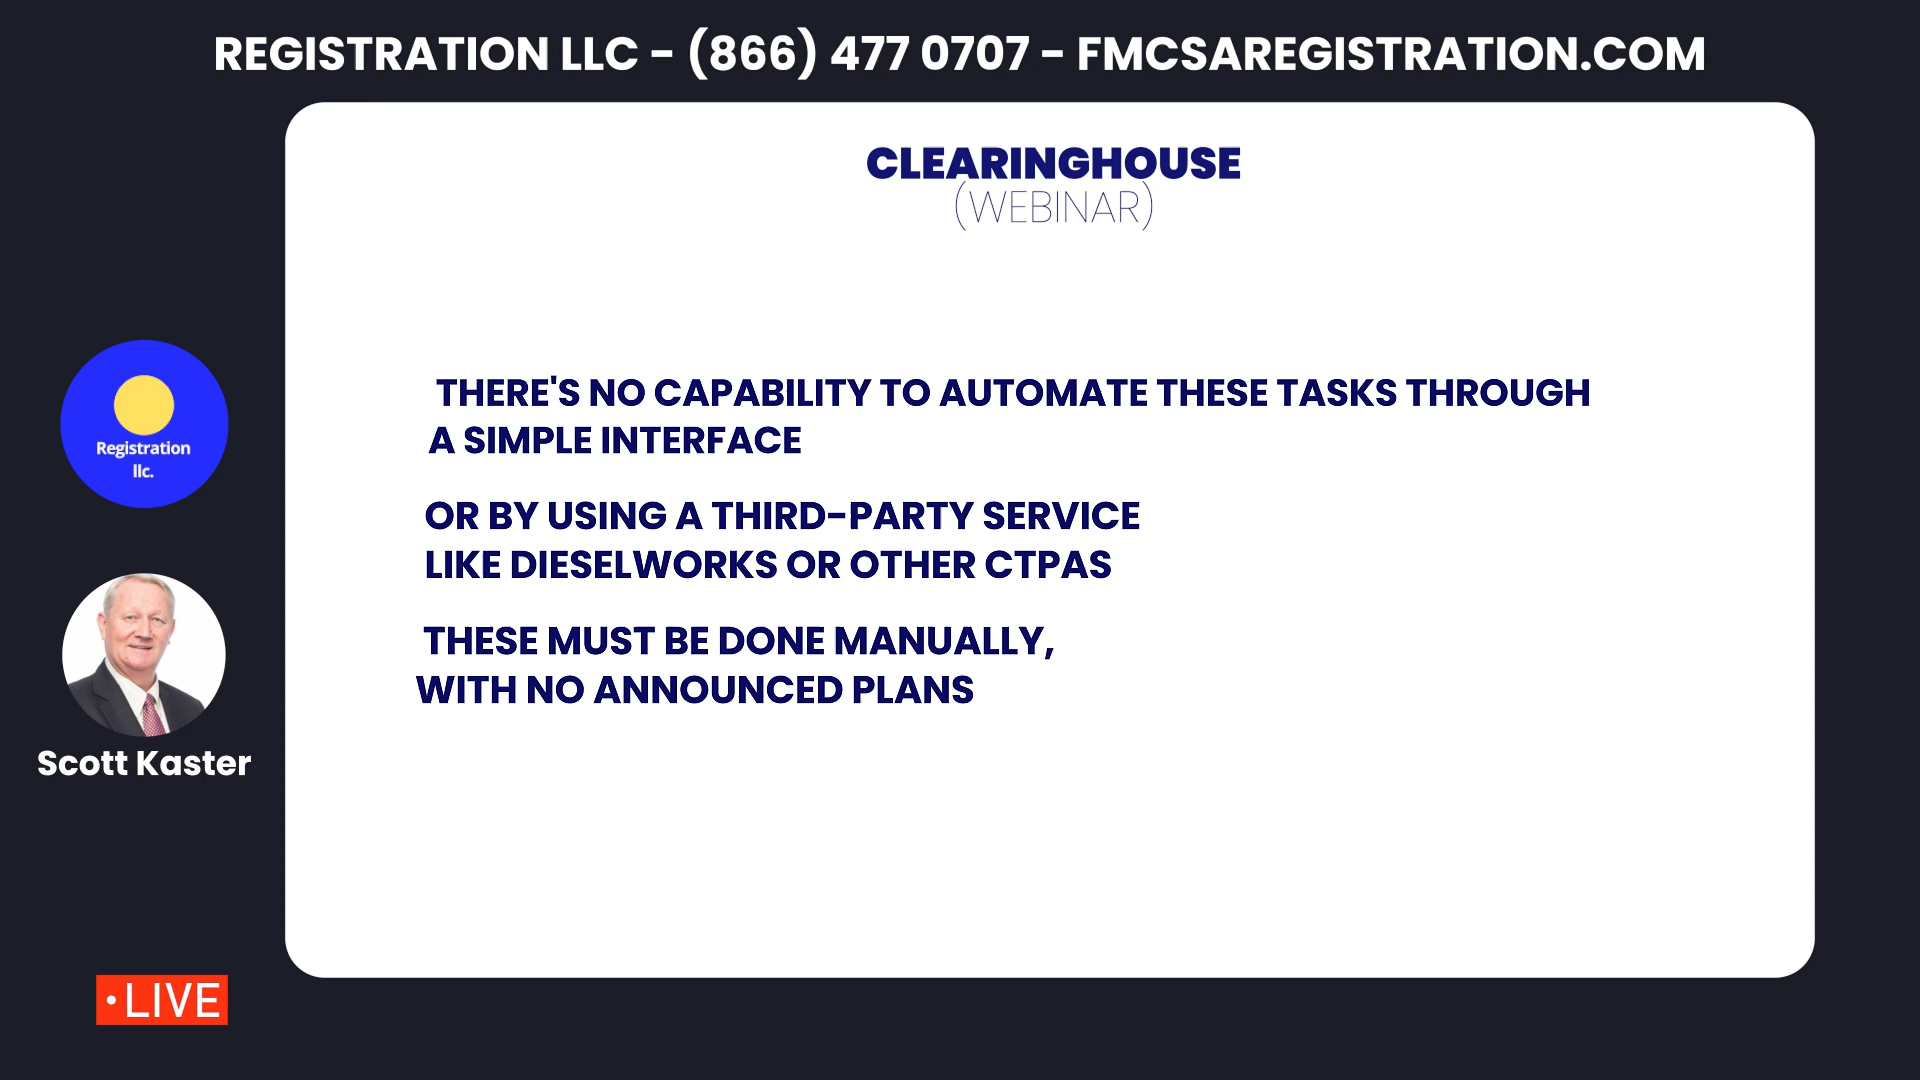 REGISTRATION LLC - (866) 477 0707 - FMCSAREGISTRATION.COM
CLEARINGHOUSE
(WEBINAR)
THERE'S NO CAPABILITY TO AUTOMATE THESE TASKS THROUGH
A SIMPLE INTERFACE
OR BY USING A THIRD-PARTY SERVICE
LIKE DIESELWORKS OR OTHER CTPAS
THESE MUST BE DONE MANUALLY,
WITH NO ANNOUNCED PLANS
Registration
llc.
Scott Kaster
• LIVE